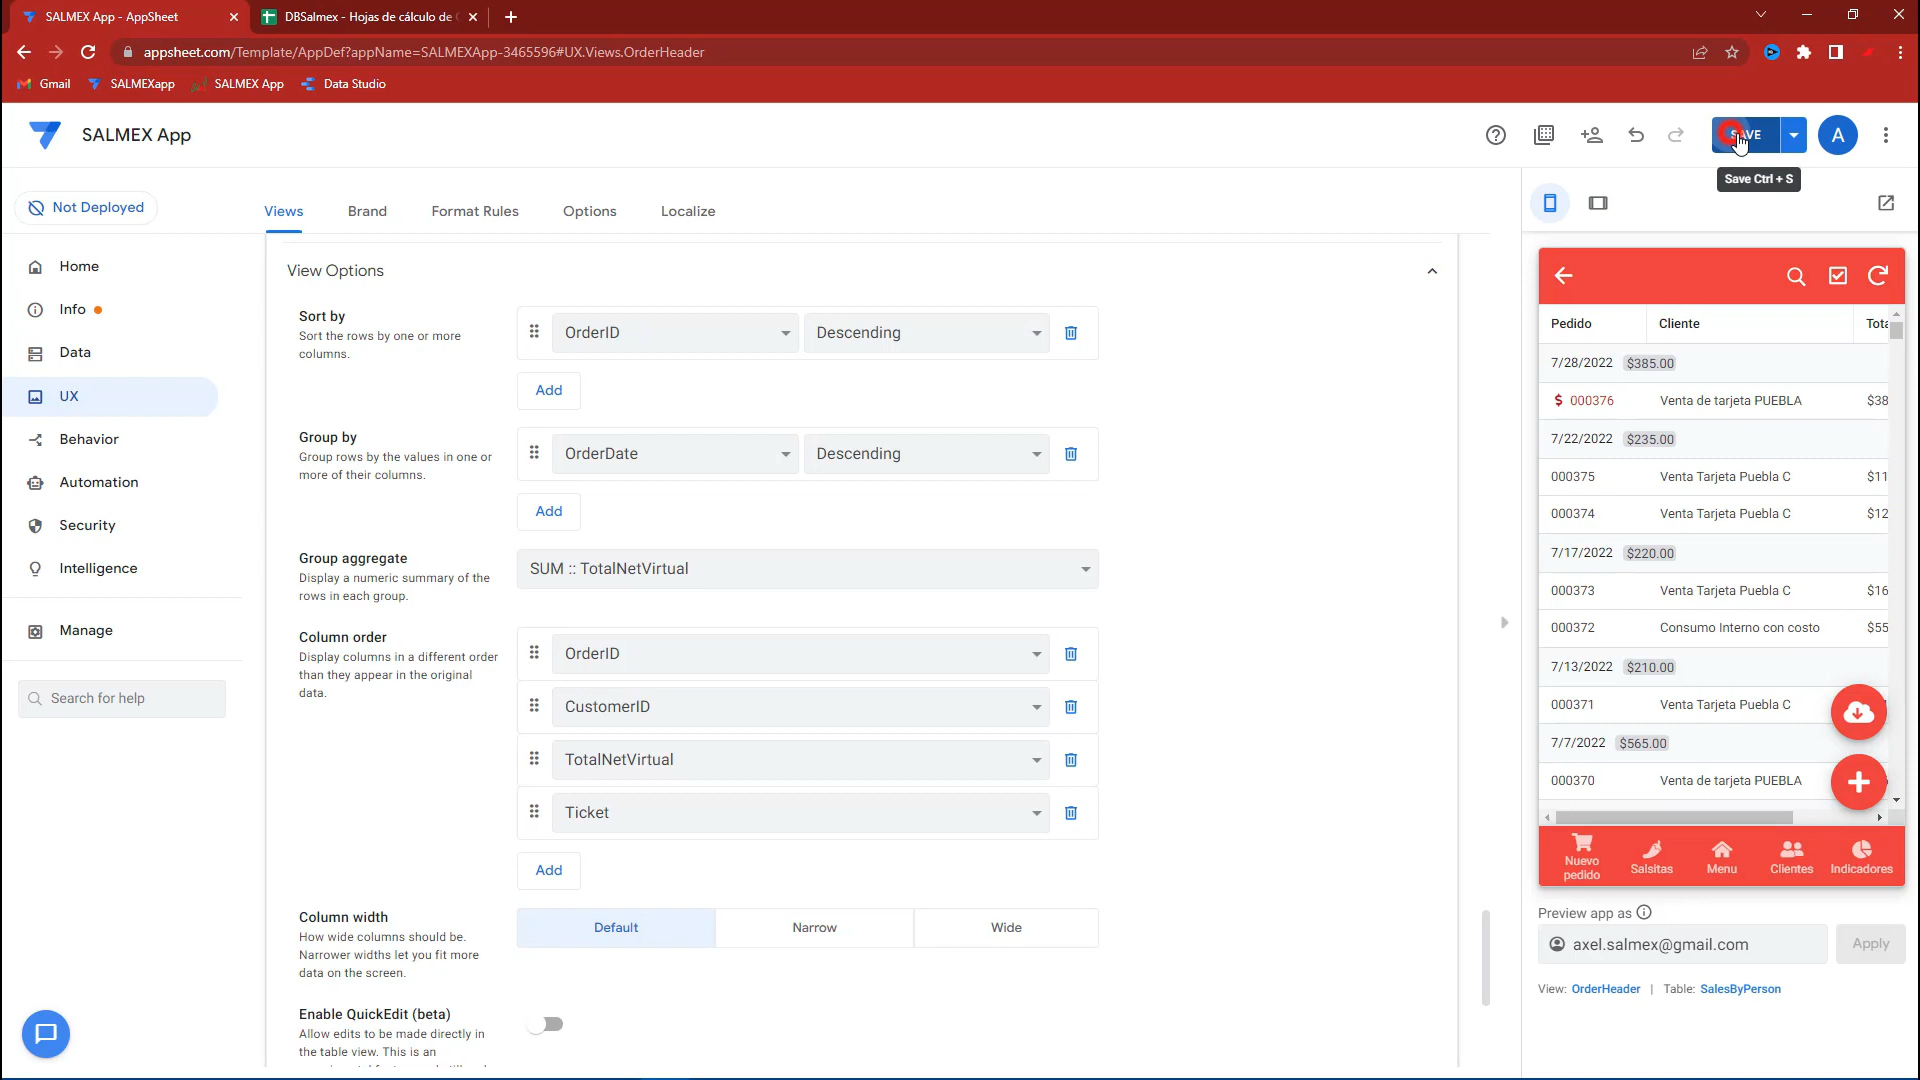 SALMEX App - AppSheet
DBSalmex - Hojas de cálculo de
appsheet.com/Template/AppDef?appName=SALMEXApp-3465596#UX.Views.OrderHeader
Gmail SALMEXapp SALMEX App Data Studio
SALMEX App
SAVE
A
Save Ctrl + S
Not Deployed
Views Brand Format Rules Options Localize
Home
Info
Data
UX
Behavior
Automation
Security
Intelligence
Manage
Search for help
View Options
Sort by
Sort the rows by one or more
columns.
OrderID Descending
Add
Group by
Group rows by the values in one or
more of their columns.
OrderDate Descending
Add
Group aggregate
Display a numeric summary of the
rows in each group.
SUM :: TotalNetVirtual
Column order
Display columns in a different order
than they appear in the original
data.
OrderID
CustomerID
TotalNetVirtual
Ticket
Add
Column width
How wide columns should be.
Narrower widths let you fit more
data on the screen.
Default Narrow Wide
Enable QuickEdit (beta)
Allow edits to be made directly in
the table view. This is an
Pedido Cliente Tota
7/28/2022 $385.00
$ 000376 Venta de tarjeta PUEBLA $38
7/22/2022 $235.00
000375 Venta Tarjeta Puebla C $11
000374 Venta Tarjeta Puebla C $12
7/17/2022 $220.00
000373 Venta Tarjeta Puebla C $16
000372 Consumo Interno con costo $55
7/13/2022 $210.00
000371 Venta Tarjeta Puebla C
7/7/2022 $565.00
000370 Venta de tarjeta PUEBLA
Nuevo pedido Salsitas Menu Clientes Indicadores
Preview app as
axel.salmex@gmail.com Apply
View: OrderHeader | Table: SalesByPerson